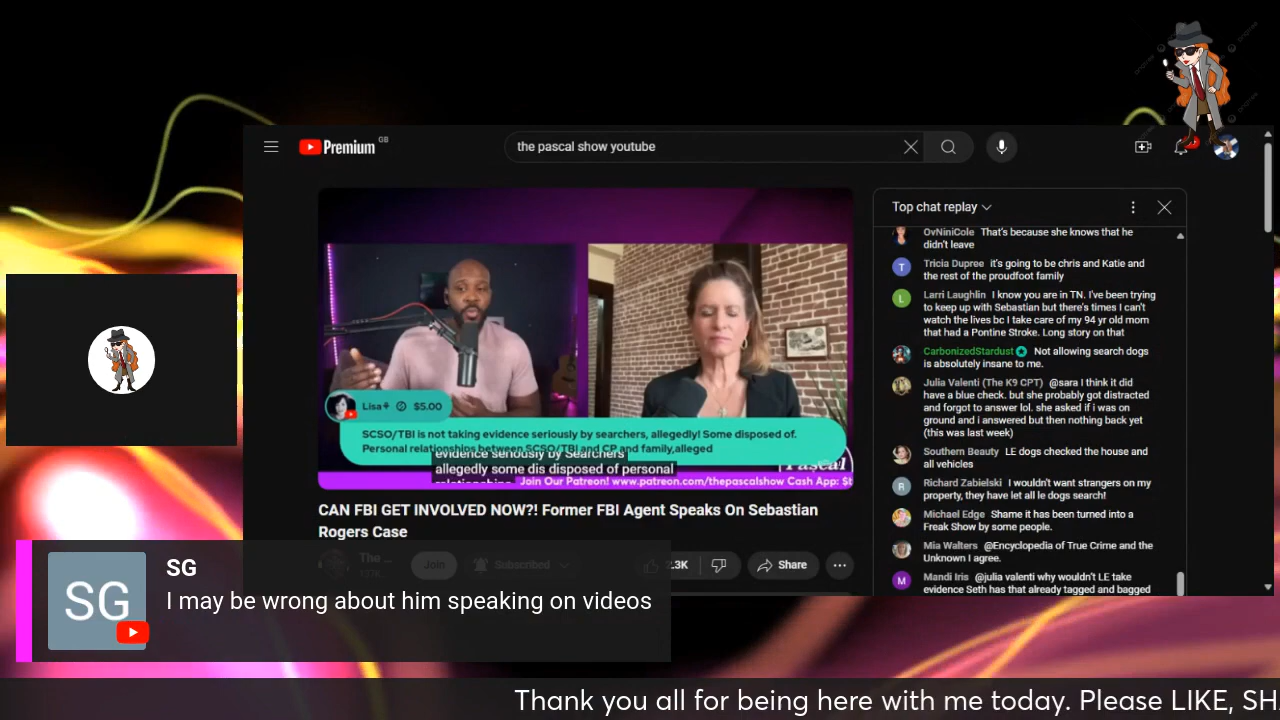 Premium GB
the pascal show youtube
Top chat replay
OvNiniCole That's because she knows that he
didn't leave
Tricia Dupree it's going to be chris and Katie and
the rest of the proudfoot family
Larri Laughlin I know you are in TN. I've been trying
to keep up with Sebastian but there's times I can't
watch the lives bc I take care of my 94 yr old mom
that had a Pontine Stroke. Long story on that
CarbonizedStardust Not allowing search dogs
is absolutely insane to me.
Julia Valenti (The K9 CPT) @sara I think it did
have a blue check. but she probably got distracted
and forgot to answer lol. she asked if i was on
ground and i answered but then nothing back yet
(this was last week)
Southern Beauty LE dogs checked the house and
all vehicles
Richard Zabielski I wouldn't want strangers on my
property, they have let all le dogs search!
Michael Edge Shame it has been turned into a
Freak Show by some people.
Mia Walters @Encyclopedia of True Crime and the
Unknown I agree.
Mandi Iris @julia valenti why wouldn't LE take
evidence Seth has that already tagged and bagged
Lisa $5.00
SCSO/TBI is not taking evidence seriously by searchers, allegedly! Some disposed of.
Personal relationships between SCSO/TBI and CP and family,alleged
evidence seriously by Searchers
allegedly some dis disposed of personal
relationships
Pascal
Join Our Patreon! www.patreon.com/thepascalshow Cash App: $t
CAN FBI GET INVOLVED NOW?! Former FBI Agent Speaks On Sebastian
Rogers Case
The ...
Join
Subscribed
2.3K
Share
SG
SG
I may be wrong about him speaking on videos
Thank you all for being here with me today. Please LIKE, SH